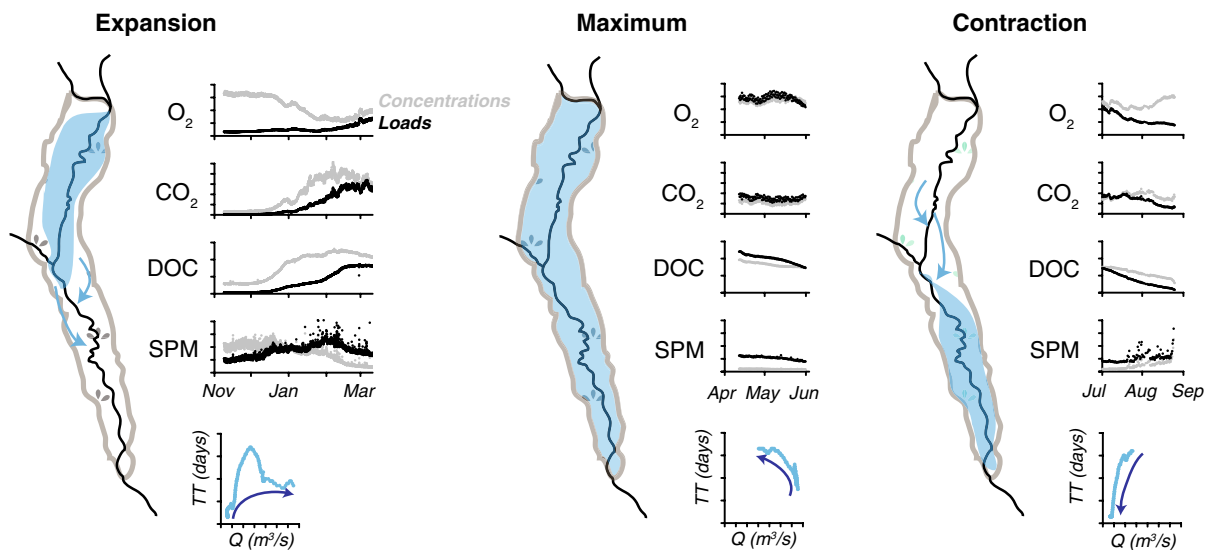 Expansion
O2
Concentrations
Loads
CO2
DOC
SPM
Nov Jan Mar
TT (days)
Q (m³/s)
Maximum
O2
CO2
DOC
SPM
Apr May Jun
TT (days)
Q (m³/s)
Contraction
O2
CO2
DOC
SPM
Jul Aug Sep
TT (days)
Q (m³/s)